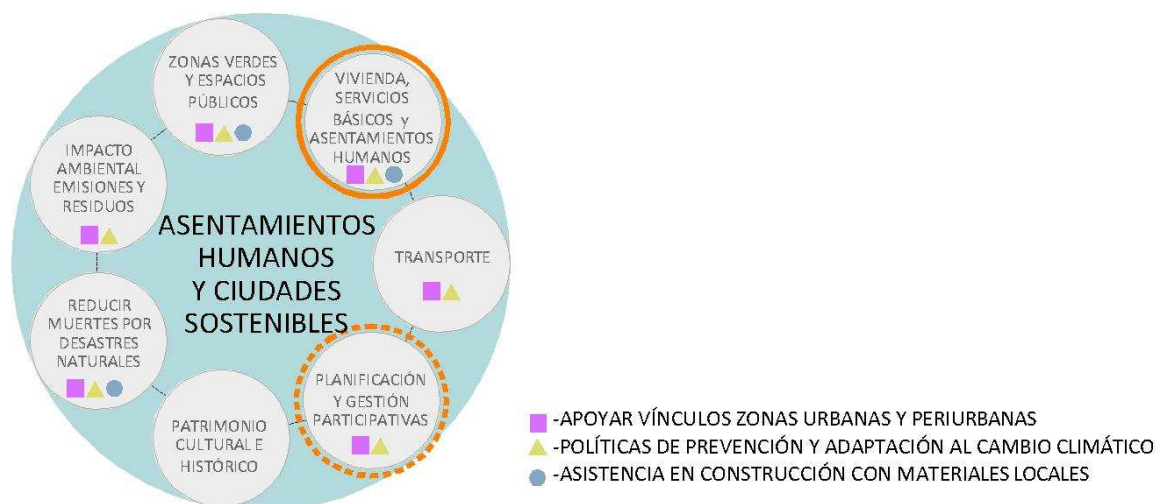 ZONAS VERDES
Y ESPACIOS
PÚBLICOS
VIVIENDA,
SERVICIOS
BÁSICOS y
ASENTAMIENTOS
HUMANOS
IMPACTO
AMBIENTAL
EMISIONES Y
RESIDUOS
ASENTAMIENTOS
HUMANOS
Y CIUDADES
SOSTENIBLES
TRANSPORTE
REDUCIR
MUERTES POR
DESASTRES
NATURALES
PLANIFICACIÓN
Y GESTIÓN
PARTICIPATIVAS
PATRIMONIO
CULTURAL E
HISTÓRICO
-APOYAR VÍNCULOS ZONAS URBANAS Y PERIURBANAS
-POLÍTICAS DE PREVENCIÓN Y ADAPTACIÓN AL CAMBIO CLIMÁTICO
-ASISTENCIA EN CONSTRUCCIÓN CON MATERIALES LOCALES